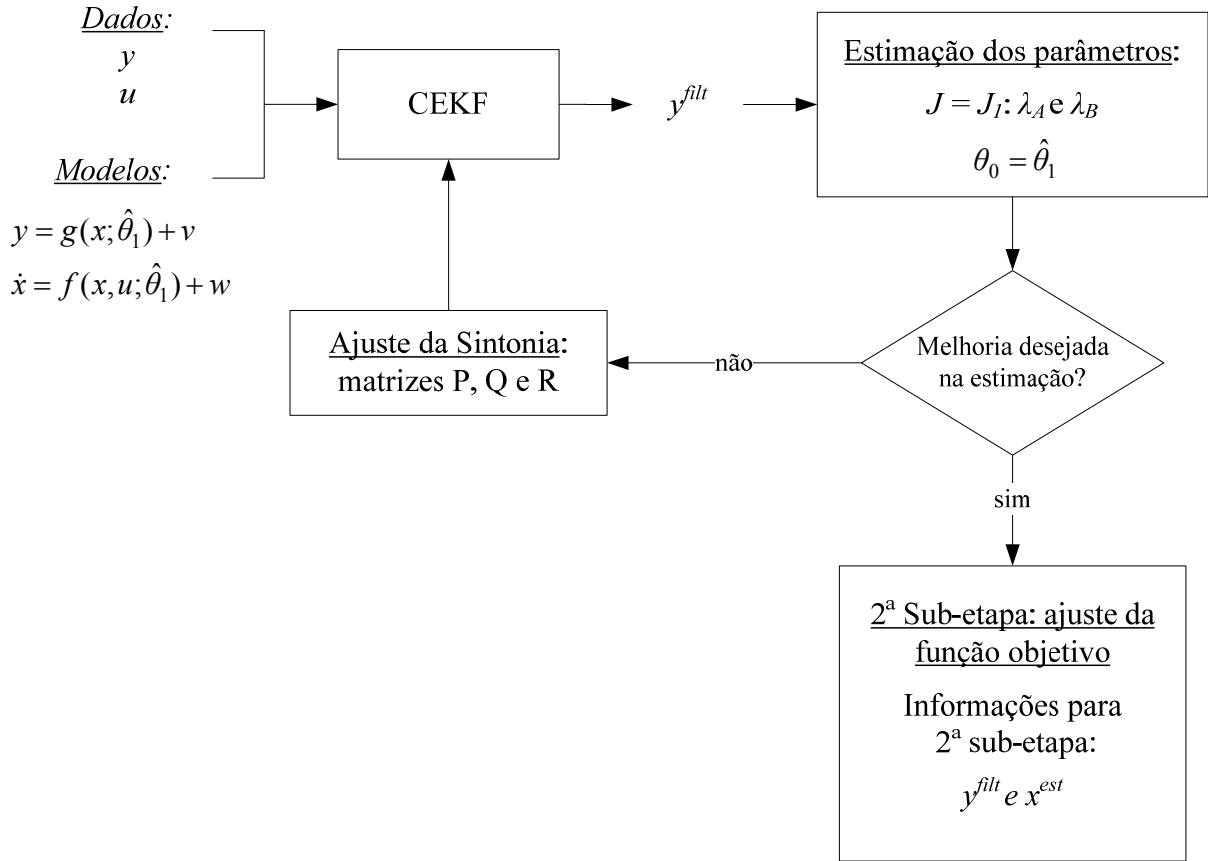 Dados:
y
u
Modelos:
y = g(x; θ̂₁) + v
ẋ = f(x, u; θ̂₁) + w
CEKF
y^{filt}
Estimação dos parâmetros:
J = J_I: λ_A e λ_B
θ₀ = θ̂₁
Ajuste da Sintonia:
matrizes P, Q e R
não
Melhoria desejada
na estimação?
sim
2ª Sub-etapa: ajuste da
função objetivo
Informações para
2ª sub-etapa:
y^{filt} e x^{est}